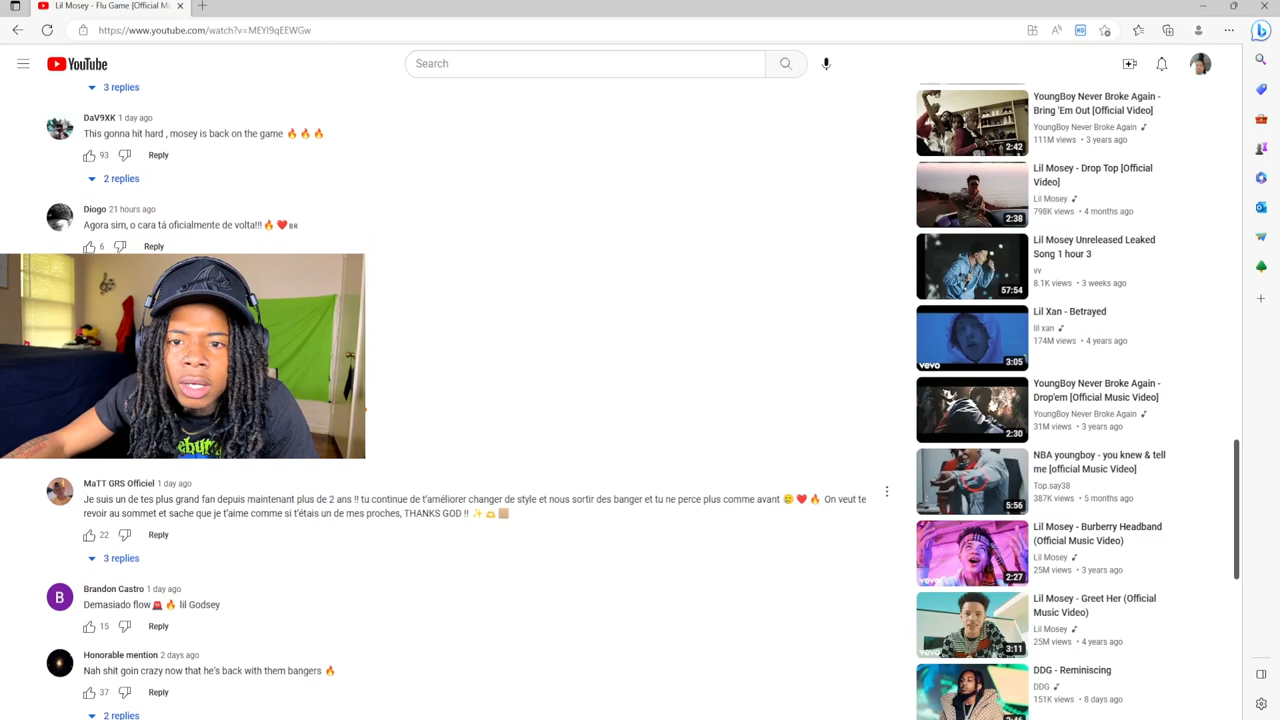 Lil Mosey - Flu Game [Official M
https://www.youtube.com/watch?v=MEYI9qEEWGw
YouTube
Search
3 replies
DaV9XK 1 day ago
This gonna hit hard , mosey is back on the game 🔥 🔥 🔥
93 Reply
2 replies
Diogo 21 hours ago
Agora sim, o cara tá oficialmente de volta!!!🔥 ❤️ BR
6 Reply
MaTT GRS Officiel 1 day ago
Je suis un de tes plus grand fan depuis maintenant plus de 2 ans !! tu continue de t'améliorer changer de style et nous sortir des banger et tu ne perce plus comme avant 🥲 ❤️ 🔥 On veut te
revoir au sommet et sache que je t'aime comme si t'étais un de mes proches, THANKS GOD !! ✨ 🫶🏼
22 Reply
3 replies
B
Brandon Castro 1 day ago
Demasiado flow🚨 🔥 lil Godsey
15 Reply
Honorable mention 2 days ago
Nah shit goin crazy now that he's back with them bangers 🔥
37 Reply
2 replies
YoungBoy Never Broke Again -
Bring 'Em Out [Official Video]
YoungBoy Never Broke Again
111M views • 3 years ago
2:42
Lil Mosey - Drop Top [Official
Video]
Lil Mosey
798K views • 4 months ago
2:38
Lil Mosey Unreleased Leaked
Song 1 hour 3
vv
8.1K views • 3 weeks ago
57:54
Lil Xan - Betrayed
lil xan
174M views • 4 years ago
vevo 3:05
YoungBoy Never Broke Again -
Drop'em [Official Music Video]
YoungBoy Never Broke Again
31M views • 3 years ago
2:30
NBA youngboy - you knew & tell
me [official Music Video]
Top.say38
387K views • 5 months ago
5:56
Lil Mosey - Burberry Headband
(Official Music Video)
Lil Mosey
25M views • 3 years ago
vevo 2:27
Lil Mosey - Greet Her (Official
Music Video)
Lil Mosey
25M views • 4 years ago
vevo 3:11
DDG - Reminiscing
DDG
151K views • 8 days ago